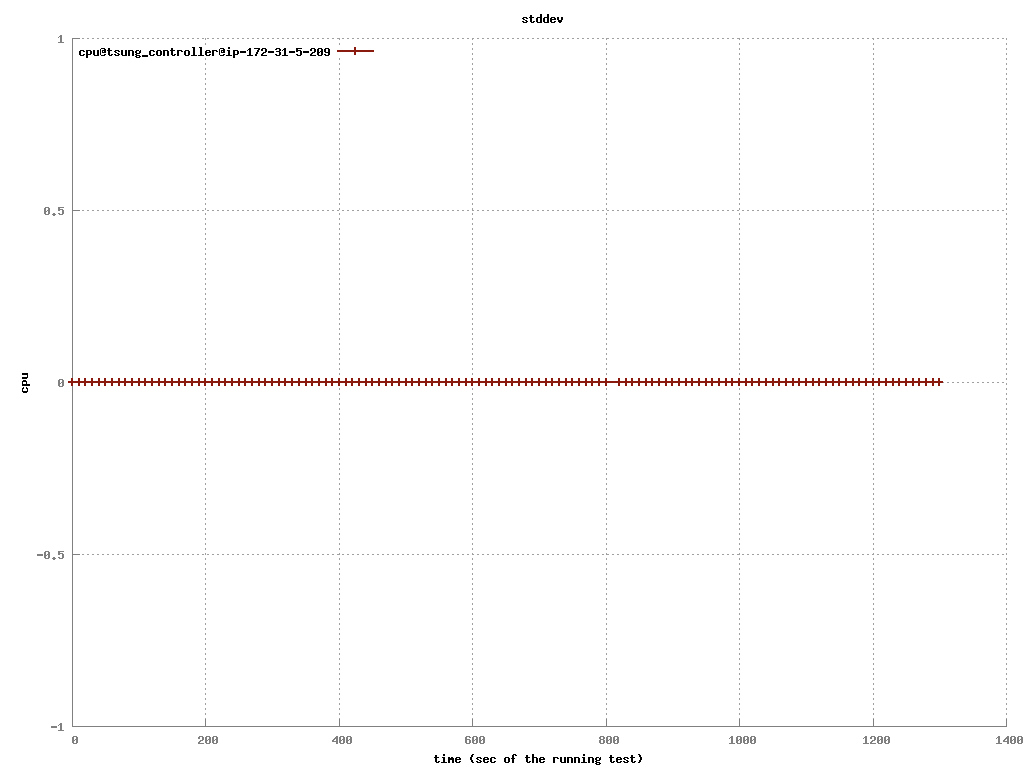 stddev
cpu@tsung_controller@ip-172-31-5-209
1
0.5
0
-0.5
-1
cpu
0 200 400 600 800 1000 1200 1400
time (sec of the running test)